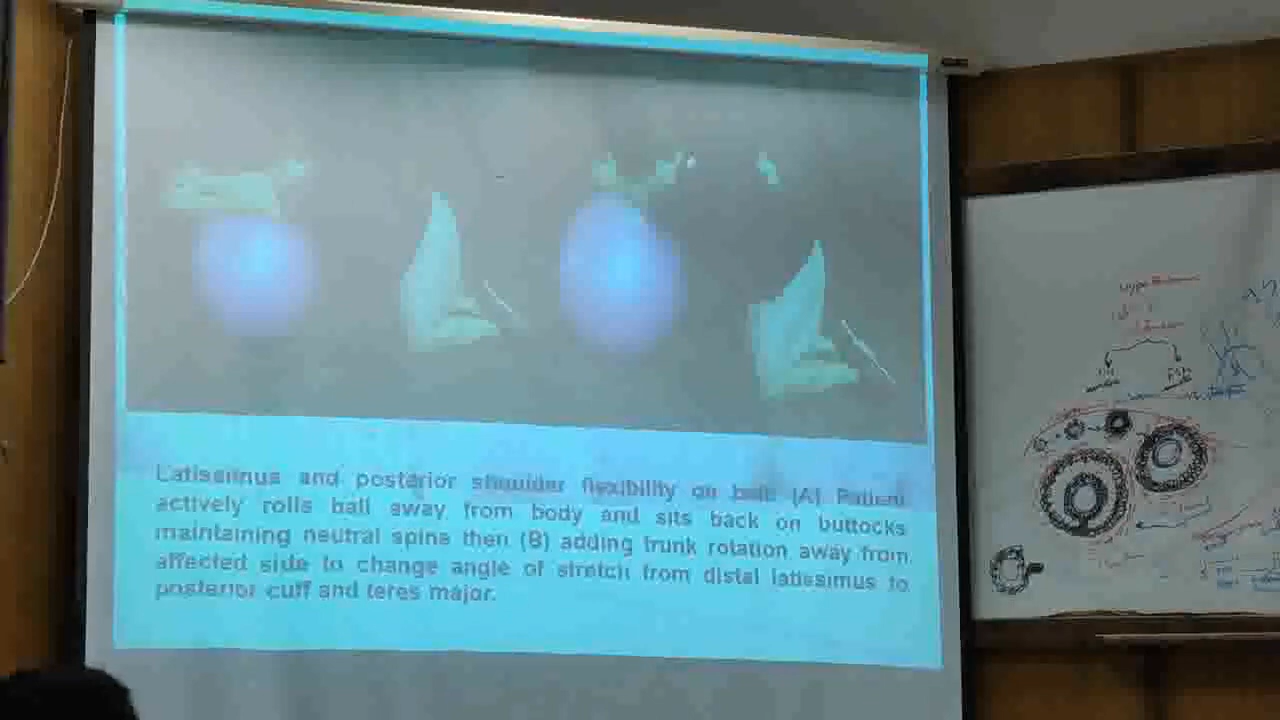 Latissimus and posterior shoulder flexibility on ball: (A) Patient
actively rolls ball away from body and sits back on buttocks
maintaining neutral spine then (B) adding trunk rotation away from
affected side to change angle of stretch from distal latissimus to
posterior cuff and teres major.